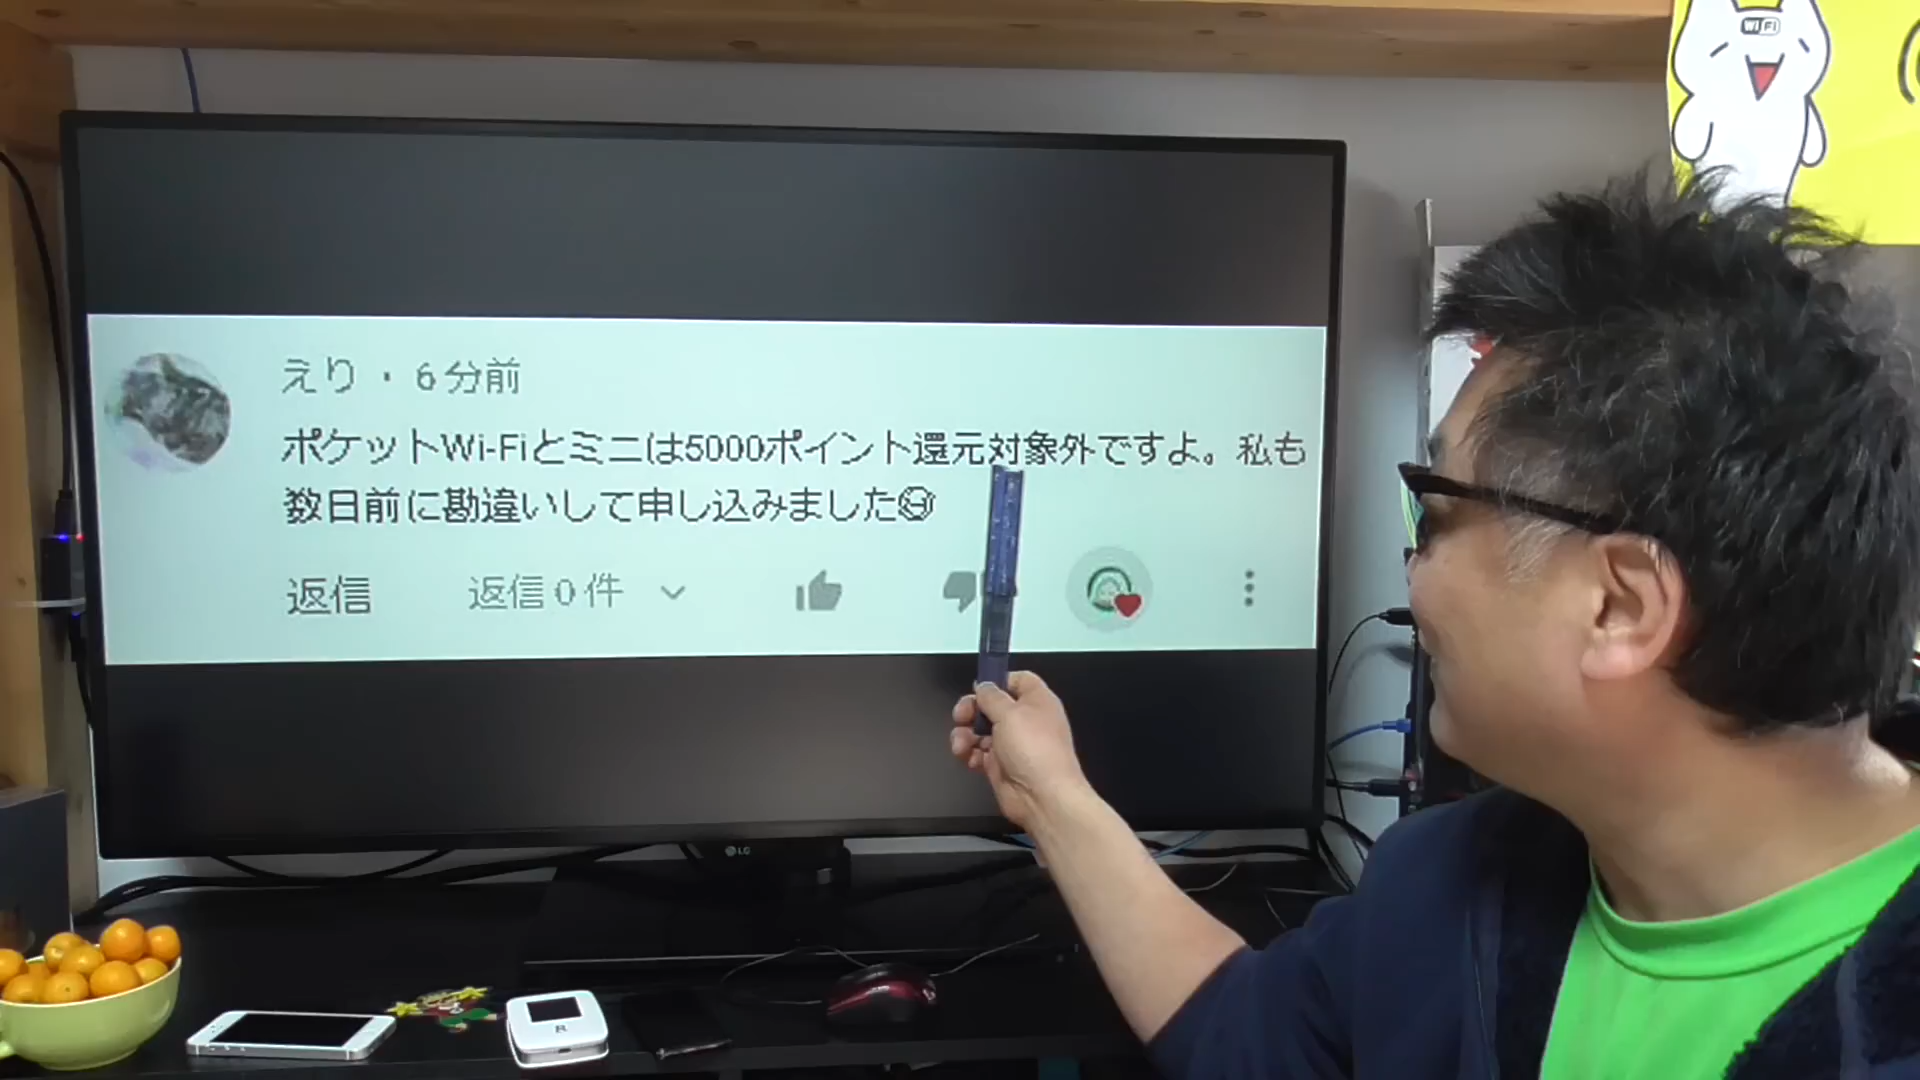 WiFi
えり・6分前
ポケットWi-Fiとミニは5000ポイント還元対象外ですよ。私も
数日前に勘違いして申し込みました😅
返信 返信0件
LG
R